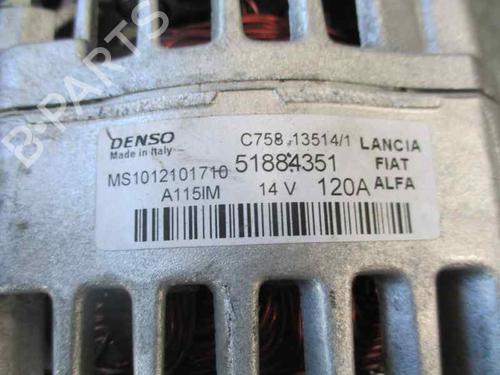 B-PARTS
DENSO C758 13514/1 LANCIA
Made in Italy 51884351 FIAT
MS1012101710 ALFA
A115IM 14 V 120A